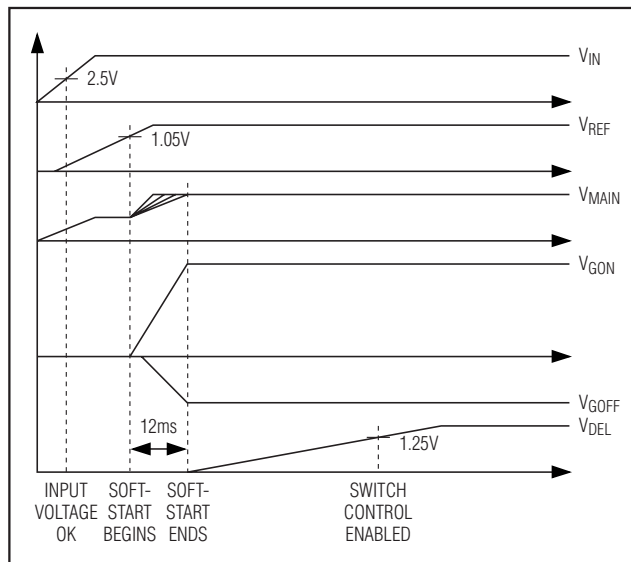 VIN
2.5V
VREF
1.05V
VMAIN
VGON
VGOFF
12ms
VDEL
1.25V
INPUT
VOLTAGE
OK
SOFT-
START
BEGINS
SOFT-
START
ENDS
SWITCH
CONTROL
ENABLED